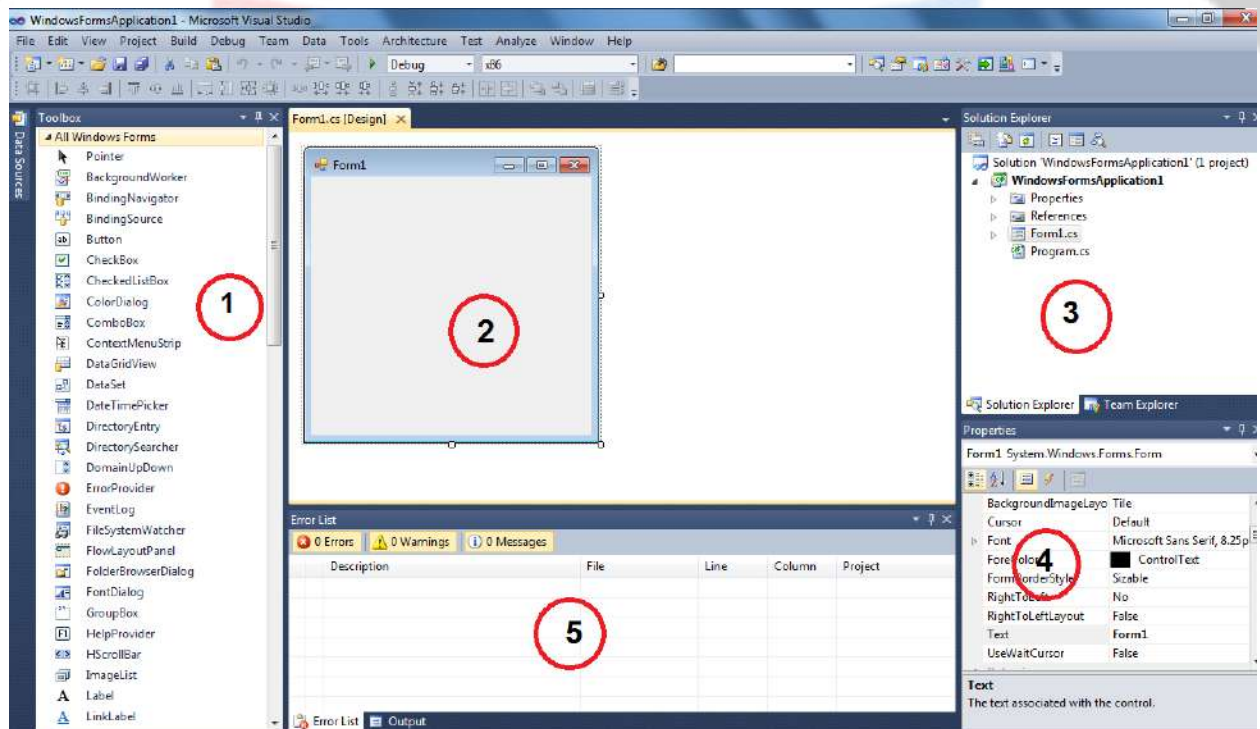 WindowsFormsApplication1 - Microsoft Visual Studio
File Edit View Project Build Debug Team Data Tools Architecture Test Analyze Window Help
Debug x86
Data Sources
Toolbox
All Windows Forms
Pointer
BackgroundWorker
BindingNavigator
BindingSource
Button
CheckBox
CheckedListBox
ColorDialog
ComboBox
ContextMenuStrip
DataGridView
DataSet
DateTimePicker
DirectoryEntry
DirectorySearcher
DomainUpDown
ErrorProvider
EventLog
FileSystemWatcher
FlowLayoutPanel
FolderBrowserDialog
FontDialog
GroupBox
HelpProvider
HScrollBar
ImageList
Label
LinkLabel
1
Form1.cs [Design]
Form1
2
Error List
0 Errors 0 Warnings 0 Messages
Description File Line Column Project
5
Error List Output
Solution Explorer
Solution 'WindowsFormsApplication1' (1 project)
WindowsFormsApplication1
Properties
References
Form1.cs
Program.cs
3
Solution Explorer Team Explorer
Properties
Form1 System.Windows.Forms.Form
BackgroundImageLayo Tile
Cursor Default
Font Microsoft Sans Serif, 8.25p
ForeColor ControlText
4
FormBorderStyle Sizable
RightToLeft No
RightToLeftLayout False
Text Form1
UseWaitCursor False
Text
The text associated with the control.